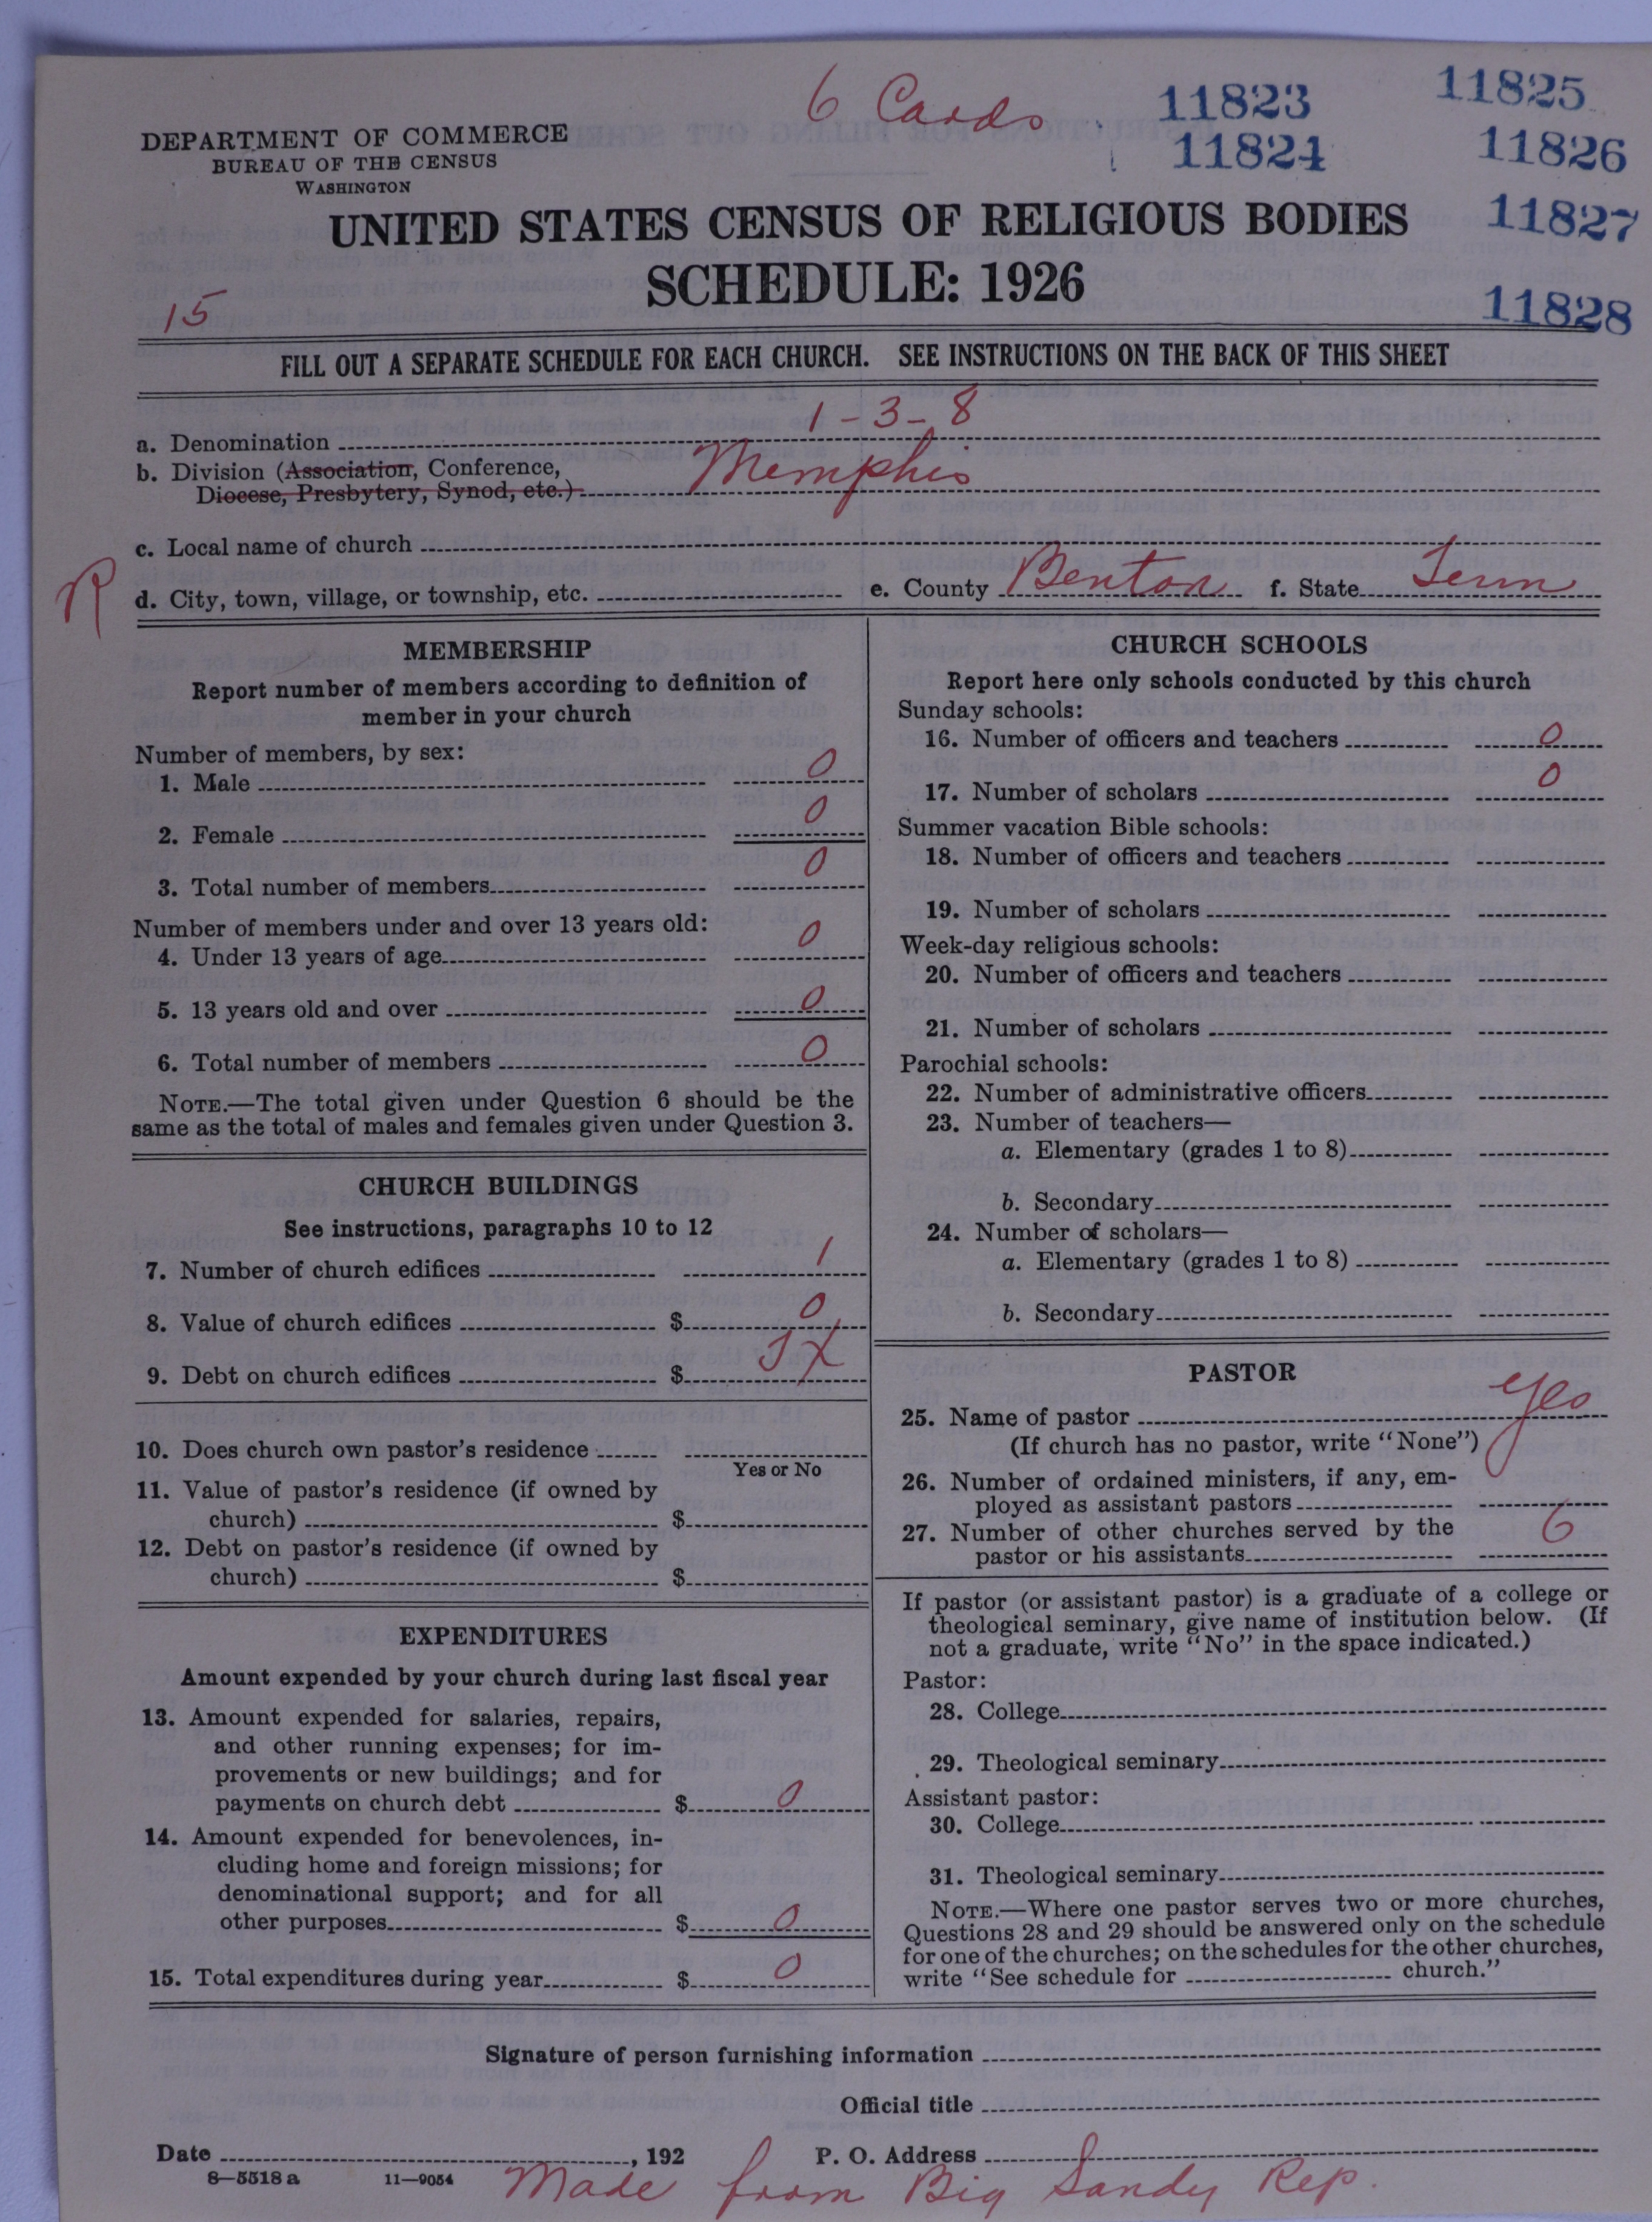 6 Cards
11823
11825
11824
11826
11827
11828
DEPARTMENT OF COMMERCE
BUREAU OF THE CENSUS
WASHINGTON
UNITED STATES CENSUS OF RELIGIOUS BODIES
SCHEDULE: 1926
15
FILL OUT A SEPARATE SCHEDULE FOR EACH CHURCH. SEE INSTRUCTIONS ON THE BACK OF THIS SHEET
a. Denomination 1-3-8
b. Division (Association, Conference,
Diocese, Presbytery, Synod, etc.) Memphis
c. Local name of church
R
d. City, town, village, or township, etc. e. County Benton f. State Tenn
MEMBERSHIP
Report number of members according to definition of
member in your church
Number of members, by sex:
1. Male 0
2. Female 0
3. Total number of members 0
Number of members under and over 13 years old:
4. Under 13 years of age 0
5. 13 years old and over 0
6. Total number of members 0
NOTE.—The total given under Question 6 should be the
same as the total of males and females given under Question 3.
CHURCH BUILDINGS
See instructions, paragraphs 10 to 12
7. Number of church edifices 1
8. Value of church edifices $ 0
9. Debt on church edifices $
10. Does church own pastor's residence
Yes or No
11. Value of pastor's residence (if owned by
church) $
12. Debt on pastor's residence (if owned by
church) $
EXPENDITURES
Amount expended by your church during last fiscal year
13. Amount expended for salaries, repairs,
and other running expenses; for im-
provements or new buildings; and for
payments on church debt $ 0
14. Amount expended for benevolences, in-
cluding home and foreign missions; for
denominational support; and for all
other purposes $ 0
15. Total expenditures during year $ 0
CHURCH SCHOOLS
Report here only schools conducted by this church
Sunday schools:
16. Number of officers and teachers 0
17. Number of scholars 0
Summer vacation Bible schools:
18. Number of officers and teachers
19. Number of scholars
Week-day religious schools:
20. Number of officers and teachers
21. Number of scholars
Parochial schools:
22. Number of administrative officers
23. Number of teachers—
a. Elementary (grades 1 to 8)
b. Secondary
24. Number of scholars—
a. Elementary (grades 1 to 8)
b. Secondary
PASTOR
25. Name of pastor yes
(If church has no pastor, write "None")
26. Number of ordained ministers, if any, em-
ployed as assistant pastors
27. Number of other churches served by the
pastor or his assistants 6
If pastor (or assistant pastor) is a graduate of a college or
theological seminary, give name of institution below. (If
not a graduate, write "No" in the space indicated.)
Pastor:
28. College
29. Theological seminary
Assistant pastor:
30. College
31. Theological seminary
NOTE.—Where one pastor serves two or more churches,
Questions 28 and 29 should be answered only on the schedule
for one of the churches; on the schedules for the other churches,
write "See schedule for church."
Signature of person furnishing information
Official title
Date , 192 P. O. Address
8—5518 a 11—9054
Made from Big Sandy Rep.